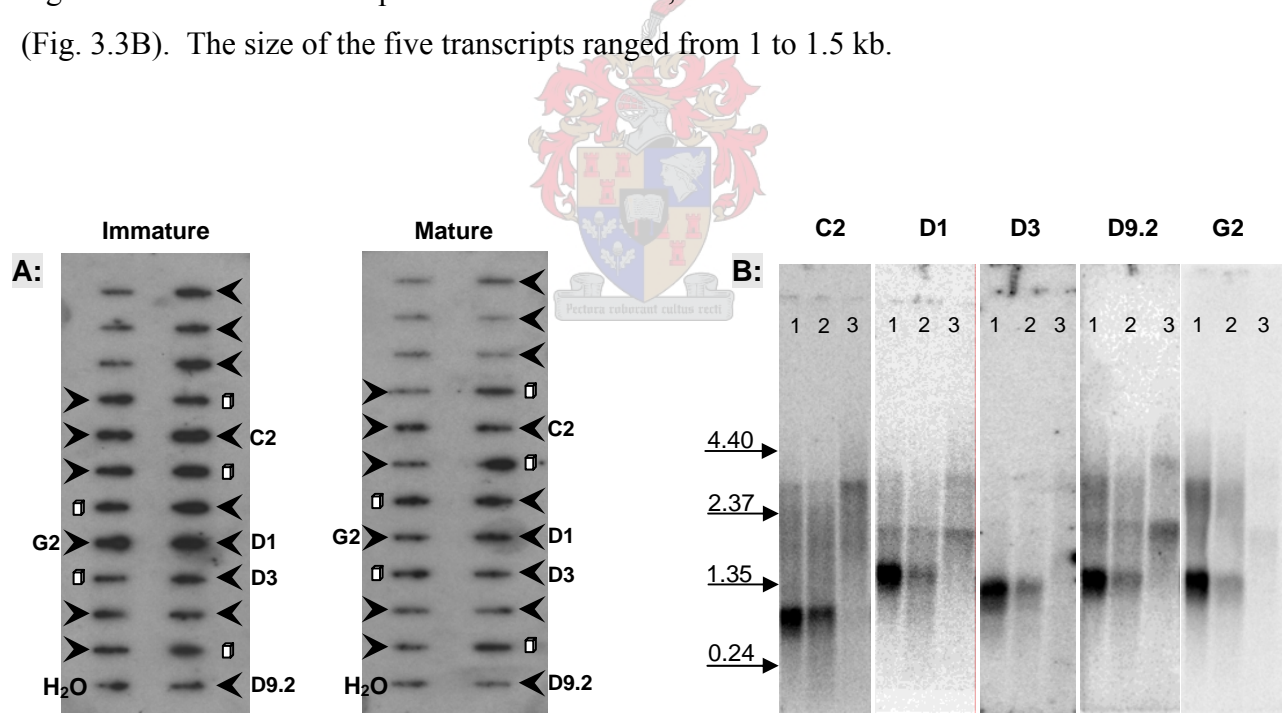 (Fig. 3.3B). The size of the five transcripts ranged from 1 to 1.5 kb.
Pectora roborant cultus recti
A:
Immature
Mature
C2
G2
D1
D3
H₂O
D9.2
C2
G2
D1
D3
H₂O
D9.2
B:
C2 D1 D3 D9.2 G2
1 2 3 1 2 3 1 2 3 1 2 3 1 2 3
4.40
2.37
1.35
0.24